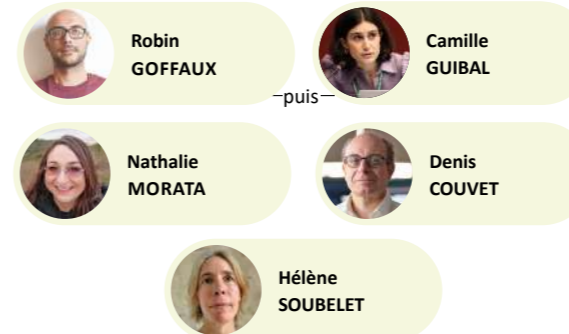 Robin
GOFFAUX
–puis–
Camille
GUIBAL
Nathalie
MORATA
Denis
COUVET
Hélène
SOUBELET